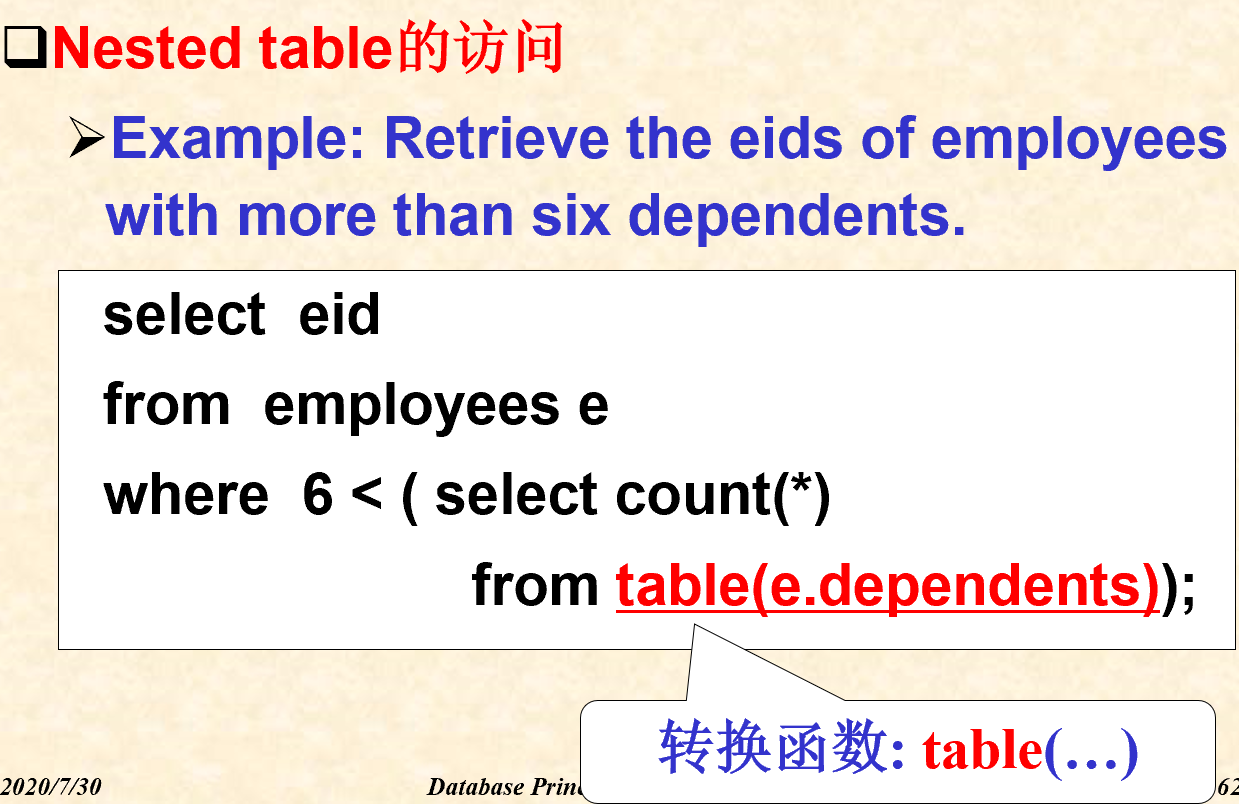 Nested table的访问
Example: Retrieve the eids of employees
with more than six dependents.
select eid
from employees e
where 6 < ( select count(*)
from table(e.dependents));
转换函数: table(…)
2020/7/30
Database
62